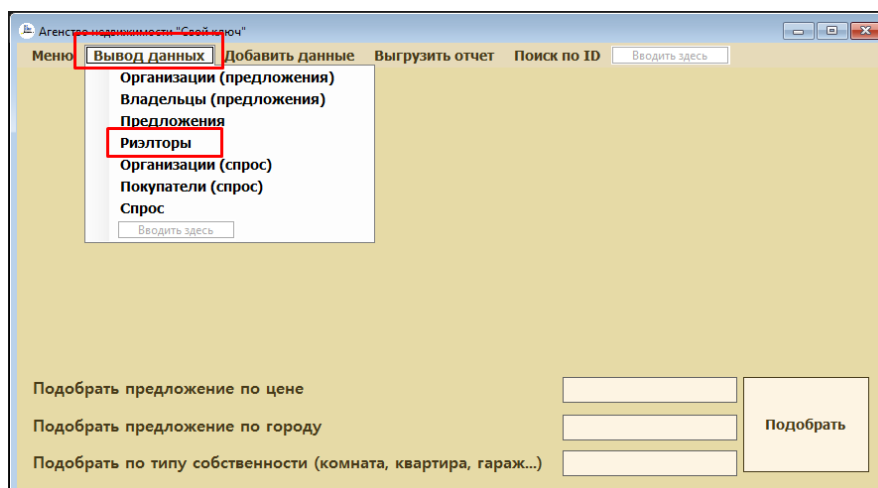 Агенство недвижимости "Свой ключ"
Меню Вывод данных Добавить данные Выгрузить отчет Поиск по ID Вводить здесь
Организации (предложения)
Владельцы (предложения)
Предложения
Риэлторы
Организации (спрос)
Покупатели (спрос)
Спрос
Вводить здесь
Подобрать предложение по цене
Подобрать предложение по городу
Подобрать
Подобрать по типу собственности (комната, квартира, гараж...)